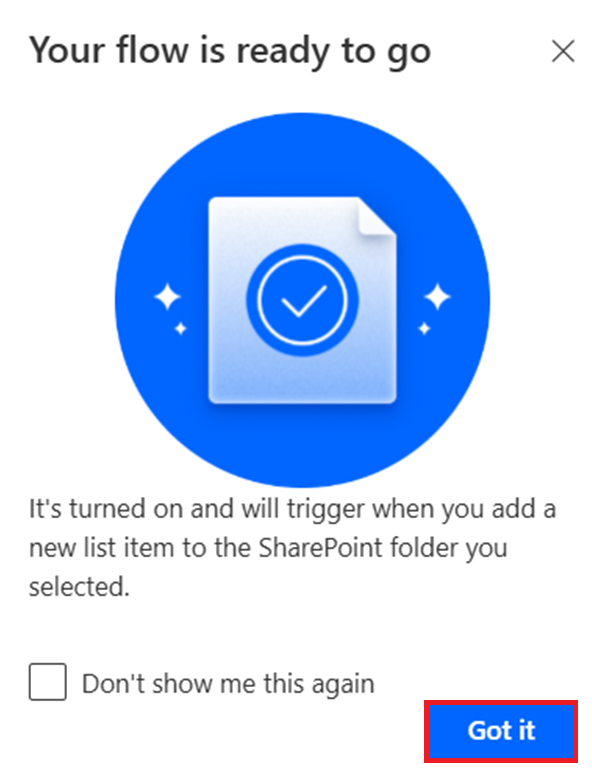 Your flow is ready to go
It's turned on and will trigger when you add a
new list item to the SharePoint folder you
selected.
Don't show me this again
Got it